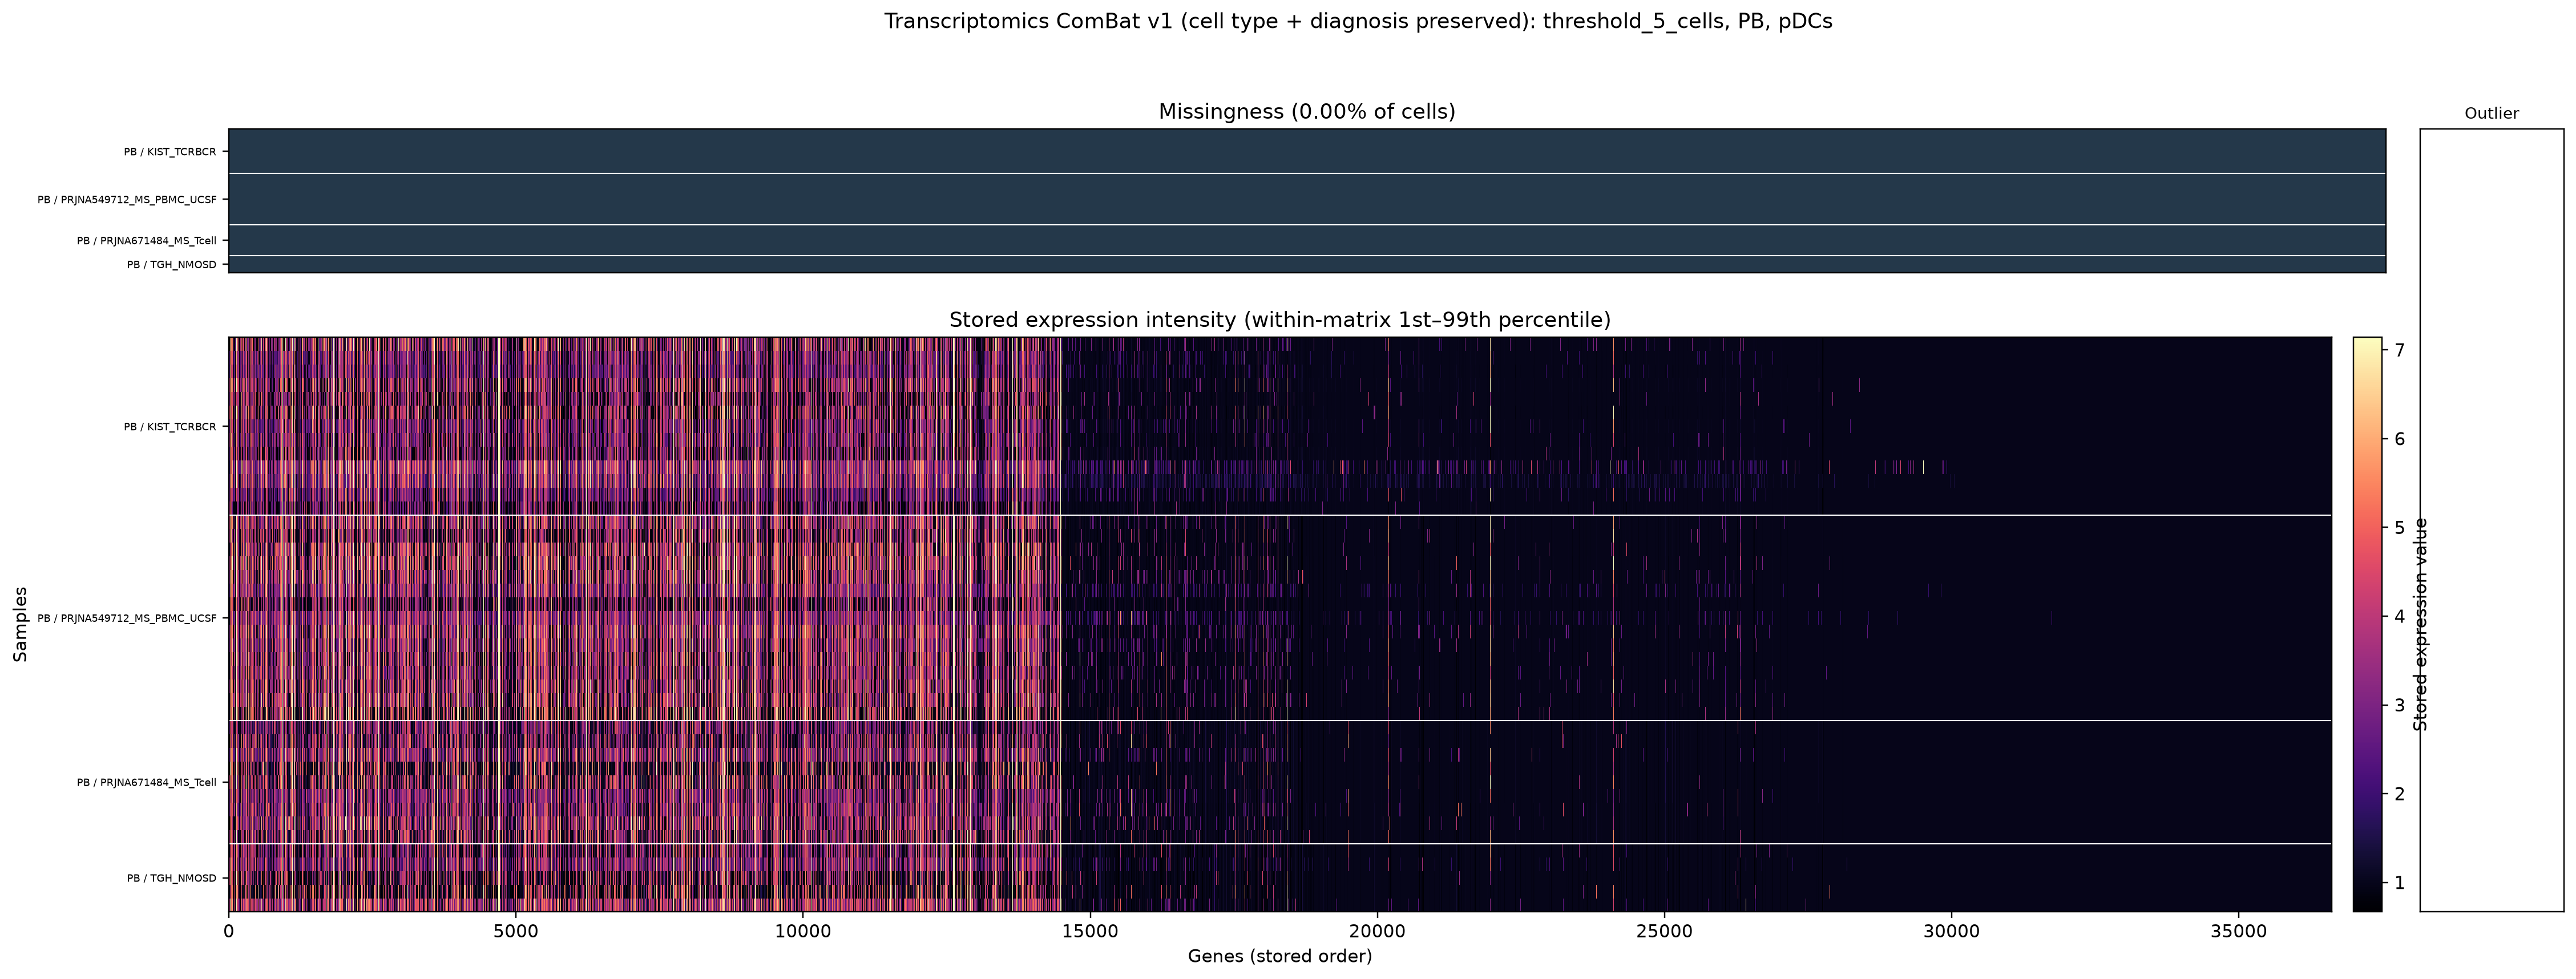 Transcriptomics ComBat v1 (cell type + diagnosis preserved): threshold_5_cells, PB, pDCs
Missingness (0.00% of cells)
Outlier
PB / KIST_TCRBCR
PB / PRJNA549712_MS_PBMC_UCSF
PB / PRJNA671484_MS_Tcell
PB / TGH_NMOSD
Stored expression intensity (within-matrix 1st–99th percentile)
Samples
PB / KIST_TCRBCR
PB / PRJNA549712_MS_PBMC_UCSF
PB / PRJNA671484_MS_Tcell
PB / TGH_NMOSD
7
6
5
4
3
2
1
Stored expression value
0 5000 10000 15000 20000 25000 30000 35000
Genes (stored order)